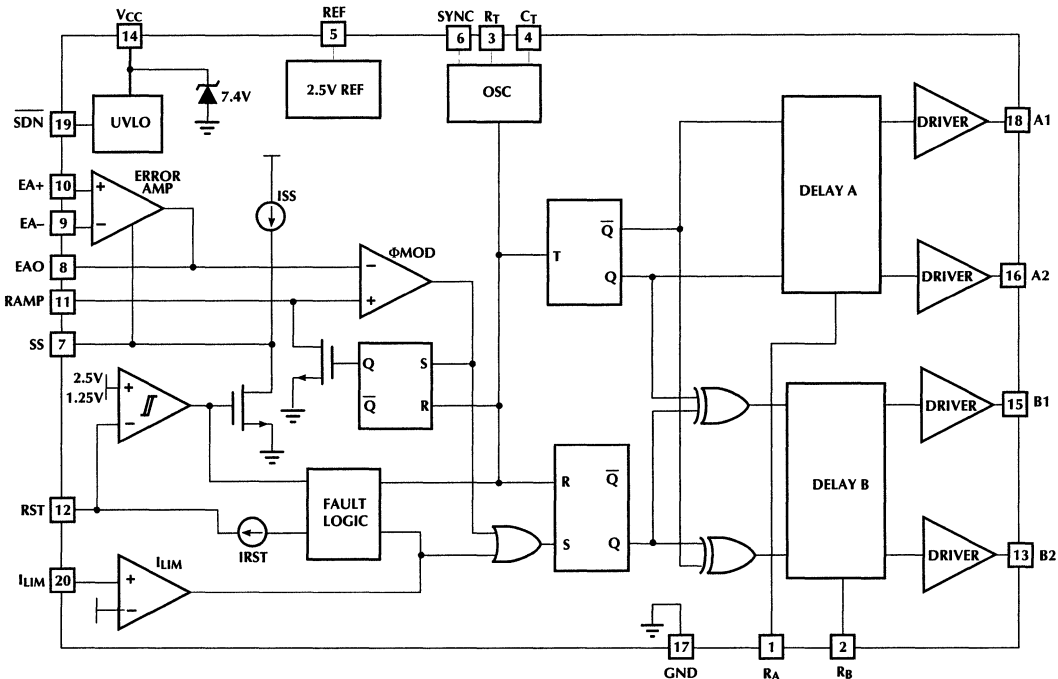 VCC
14
REF
5
SYNC
6
RT
3
CT
4
2.5V REF
OSC
7.4V
UVLO
SDN
19
EA+
10
EA–
9
ERROR
AMP
EAO
8
RAMP
11
SS
7
ISS
ΦMOD
–
+
+
–
T
Q
Q
DELAY A
DRIVER
18
A1
DRIVER
16
A2
2.5V
1.25V
+
–
Q
S
Q
R
DELAY B
DRIVER
15
B1
DRIVER
13
B2
RST
12
IRST
FAULT
LOGIC
R
Q
S
Q
ILIM
20
ILIM
+
–
17
GND
1
RA
2
RB